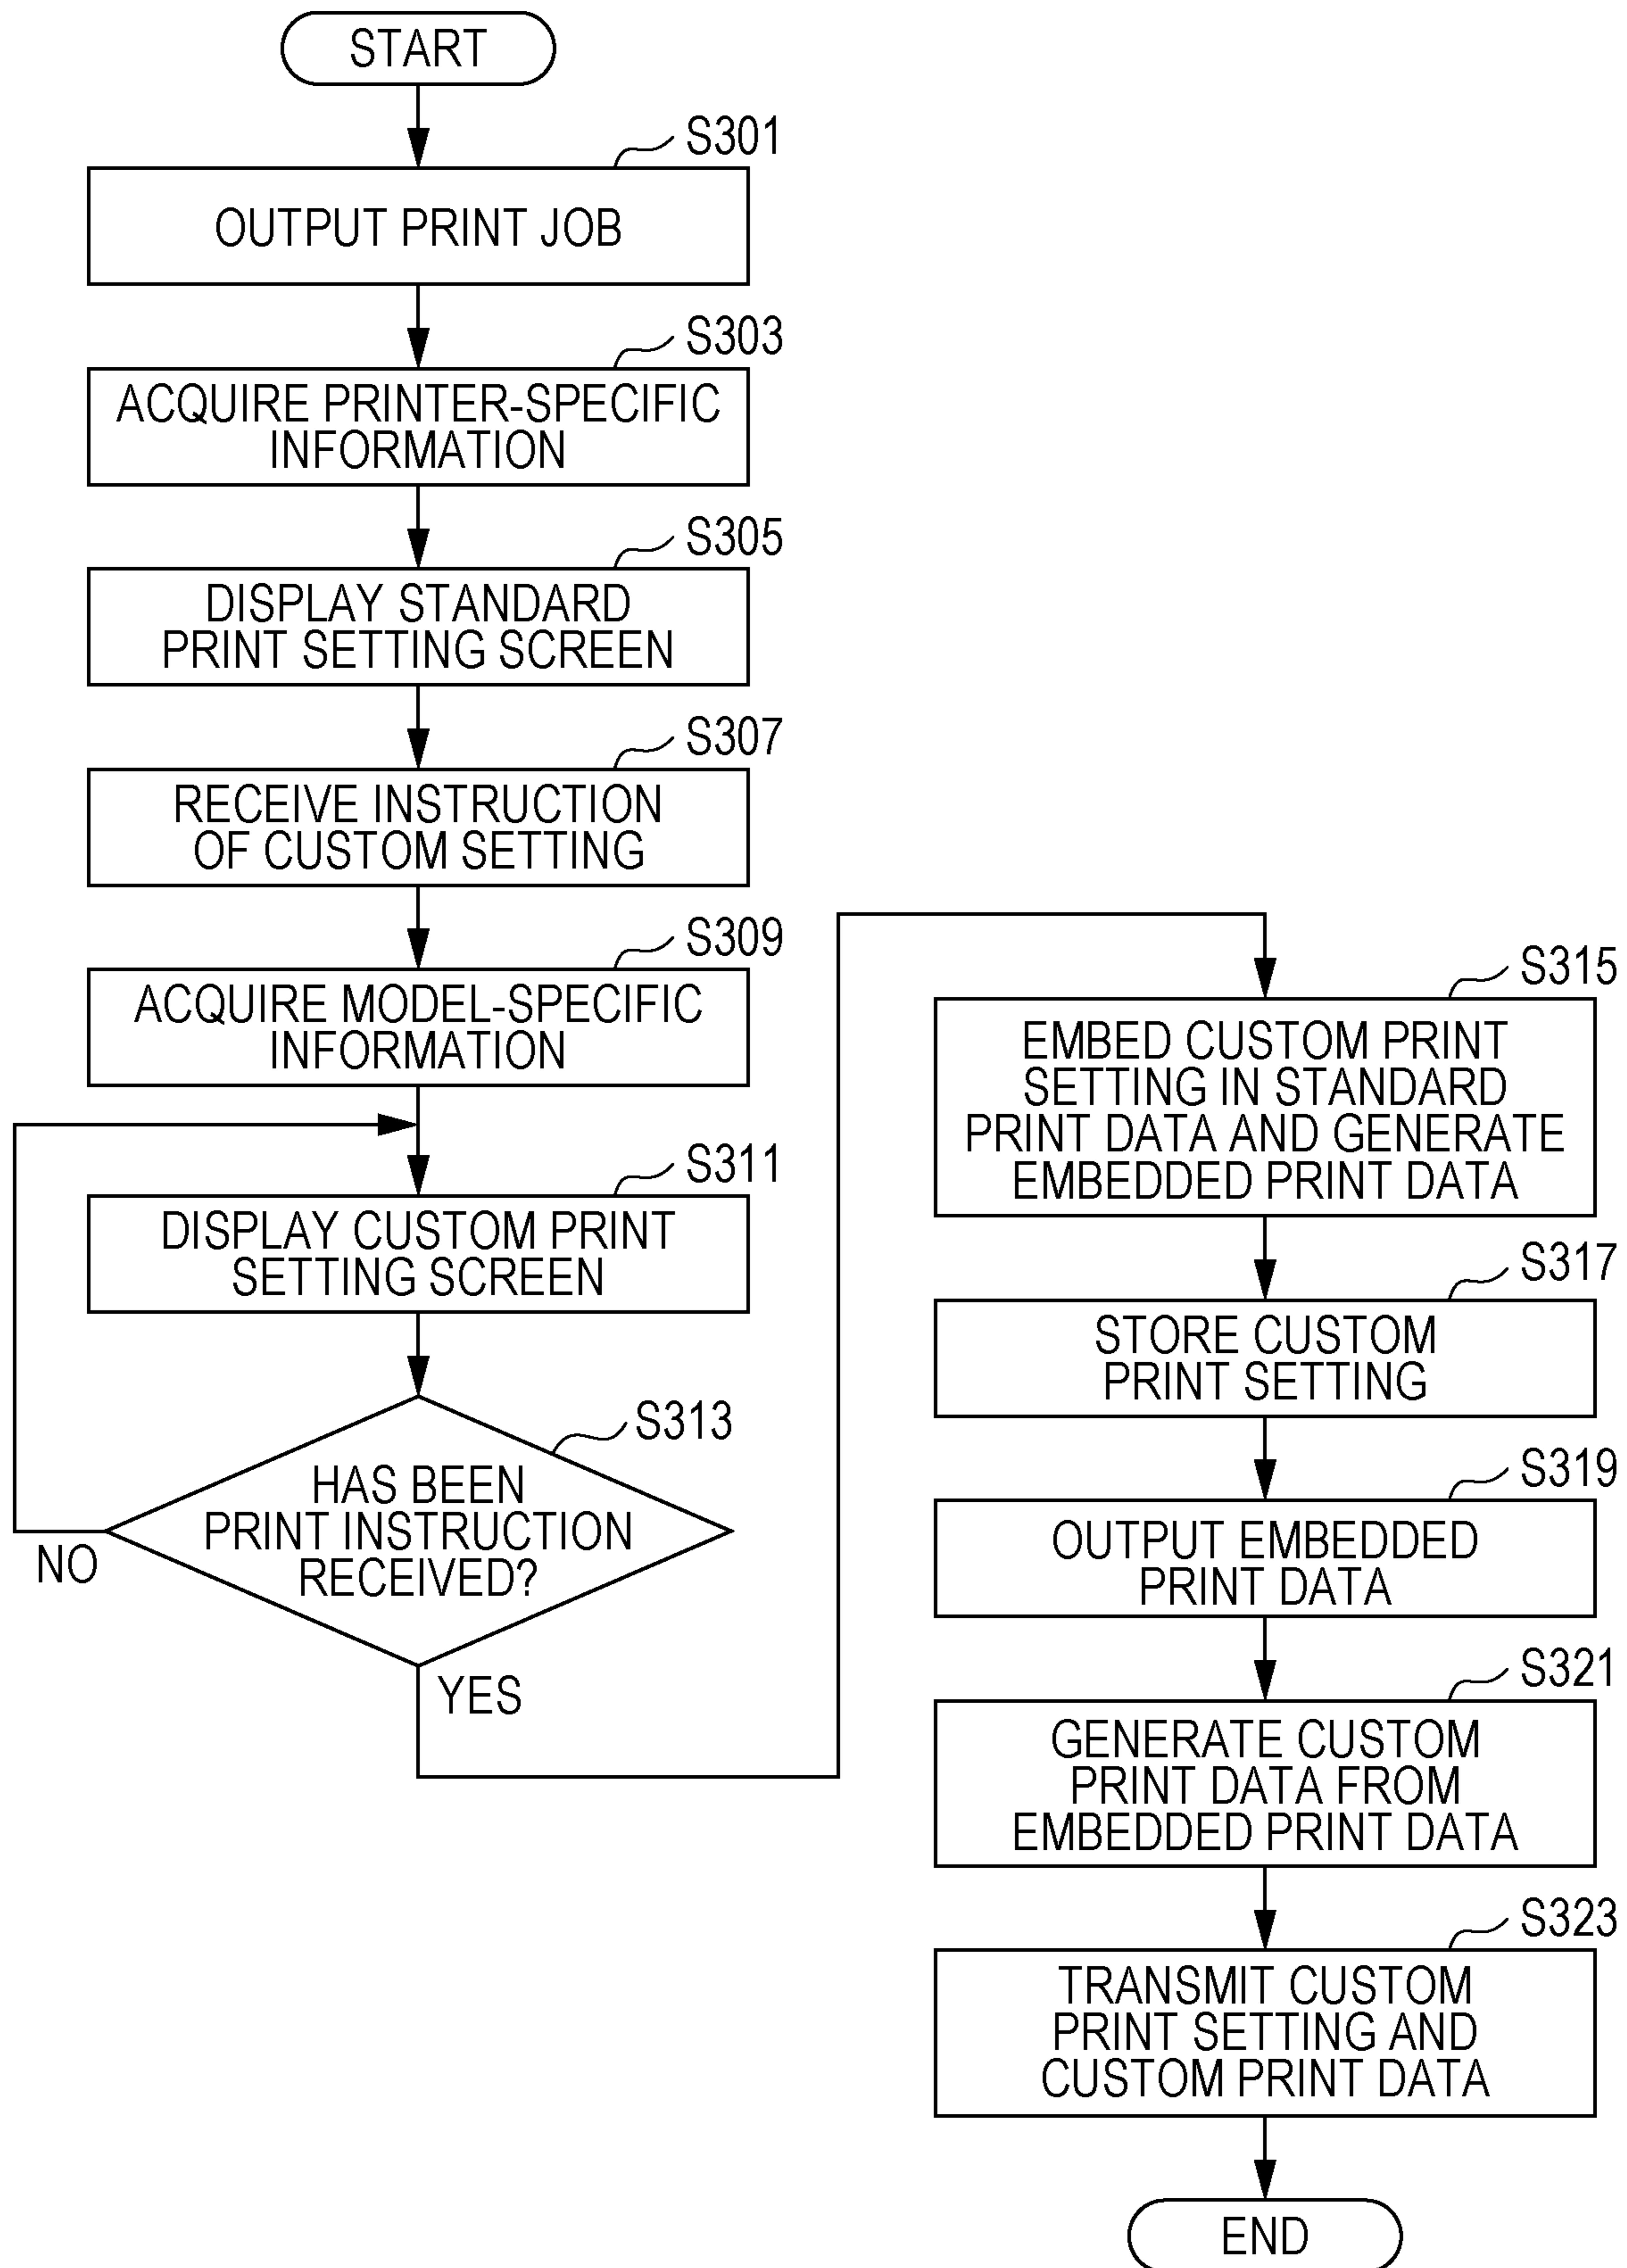 START
S301
OUTPUT PRINT JOB
S303
ACQUIRE PRINTER-SPECIFIC
INFORMATION
S305
DISPLAY STANDARD
PRINT SETTING SCREEN
S307
RECEIVE INSTRUCTION
OF CUSTOM SETTING
S309
ACQUIRE MODEL-SPECIFIC
INFORMATION
S311
DISPLAY CUSTOM PRINT
SETTING SCREEN
S313
HAS BEEN
PRINT INSTRUCTION
RECEIVED?
NO
YES
S315
EMBED CUSTOM PRINT
SETTING IN STANDARD
PRINT DATA AND GENERATE
EMBEDDED PRINT DATA
S317
STORE CUSTOM
PRINT SETTING
S319
OUTPUT EMBEDDED
PRINT DATA
S321
GENERATE CUSTOM
PRINT DATA FROM
EMBEDDED PRINT DATA
S323
TRANSMIT CUSTOM
PRINT SETTING AND
CUSTOM PRINT DATA
END